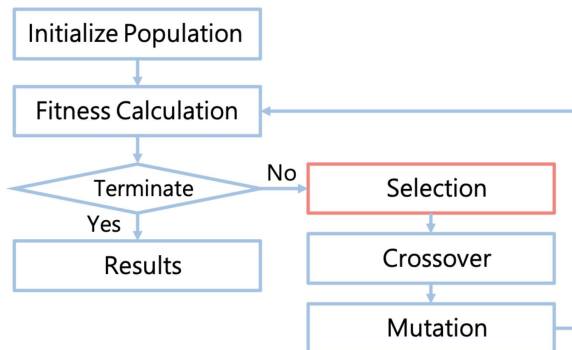 Initialize Population
Fitness Calculation
Terminate
No
Selection
Yes
Results
Crossover
Mutation